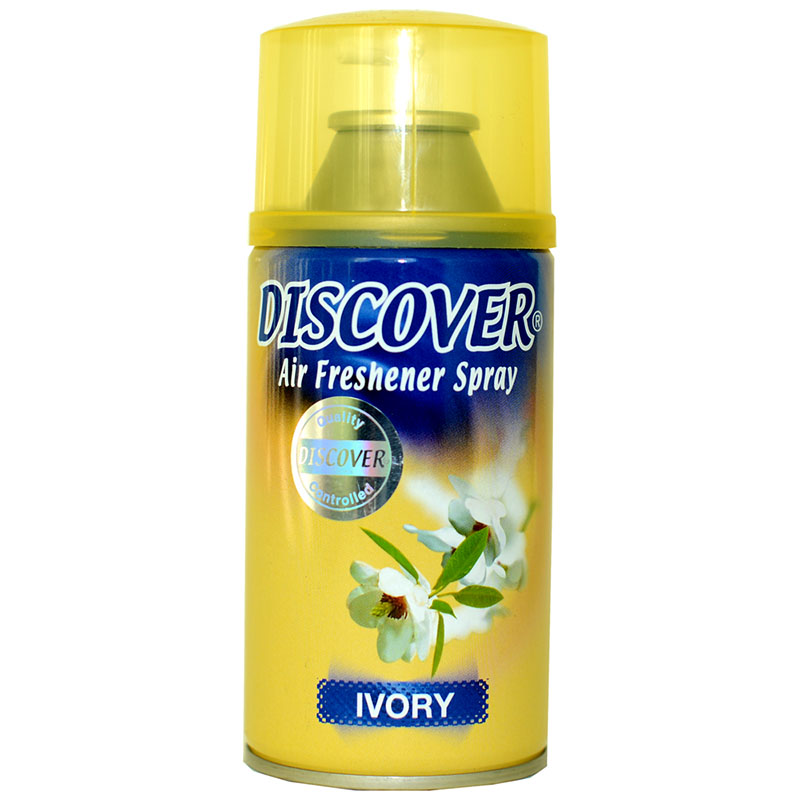 DISCOVER®
Air Freshener Spray
Quality
DISCOVER
Controlled
IVORY